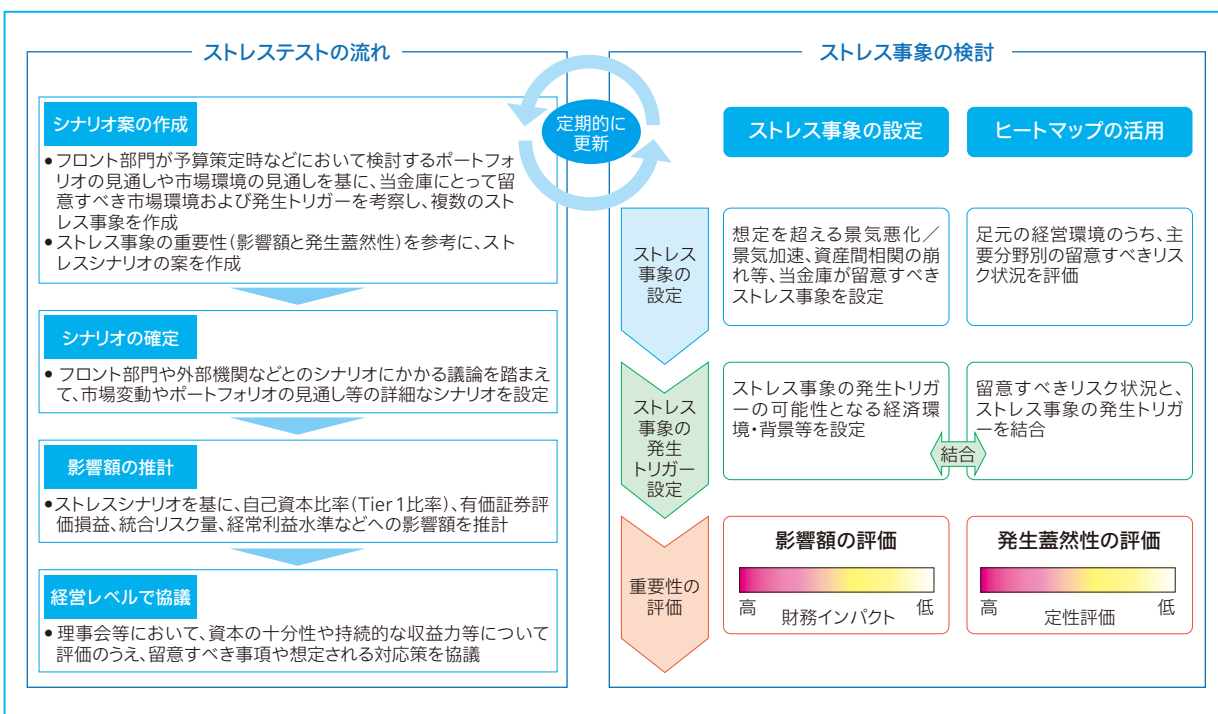 ストレステストの流れ
シナリオ案の作成
●フロント部門が予算策定時などにおいて検討するポートフォ
リオの見通しや市場環境の見通しを基に、当金庫にとって留
意すべき市場環境および発生トリガーを考察し、複数のスト
レス事象を作成
●ストレス事象の重要性(影響額と発生蓋然性)を参考に、スト
レスシナリオの案を作成
シナリオの確定
● フロント部門や外部機関などとのシナリオにかかる議論を踏まえ
て、市場変動やポートフォリオの見通し等の詳細なシナリオを設定
影響額の推計
●ストレスシナリオを基に、自己資本比率(Tier1比率)、有価証券評
価損益、統合リスク量、経常利益水準などへの影響額を推計
経営レベルで協議
● 理事会等において、資本の十分性や持続的な収益力等について
評価のうえ、留意すべき事項や想定される対応策を協議
定期的に
更新
ストレス事象の検討
ストレス事象の設定
ヒートマップの活用
ストレス
事象の
設定
想定を超える景気悪化／
景気加速、資産間相関の崩
れ等、当金庫が留意すべき
ストレス事象を設定
足元の経営環境のうち、主
要分野別の留意すべきリス
ク状況を評価
ストレス
事象の
発生
トリガー
設定
ストレス事象の発生トリガ
ーの可能性となる経済環
境・背景等を設定
留意すべきリスク状況と、
ストレス事象の発生トリガ
ーを結合
結合
重要性の
評価
影響額の評価
高
低
財務インパクト
発生蓋然性の評価
高
低
定性評価